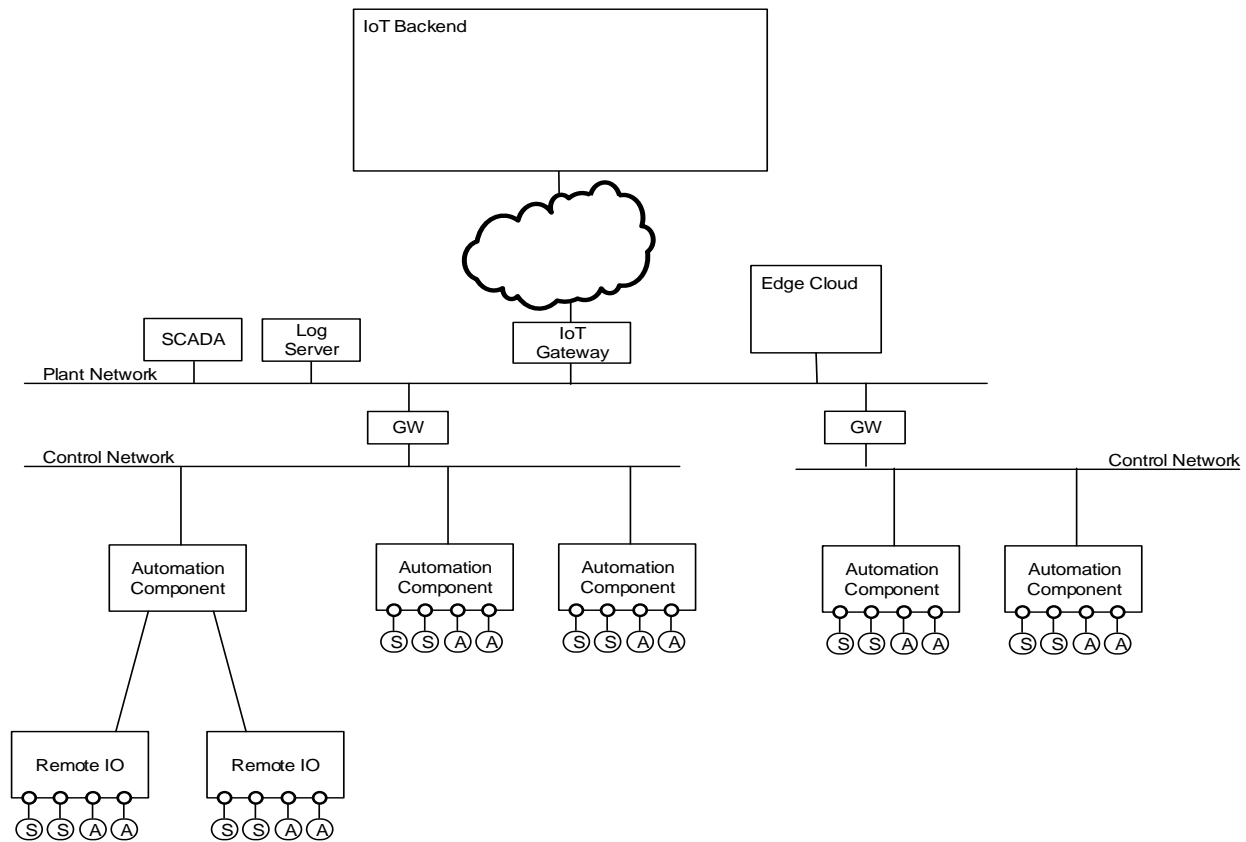 IoT Backend
Edge Cloud
SCADA
Log
Server
IoT
Gateway
Plant Network
GW
GW
Control Network
Control Network
Automation
Component
Automation
Component
Automation
Component
Automation
Component
Automation
Component
S S A A
S S A A
S S A A
S S A A
Remote IO
Remote IO
S S A A
S S A A